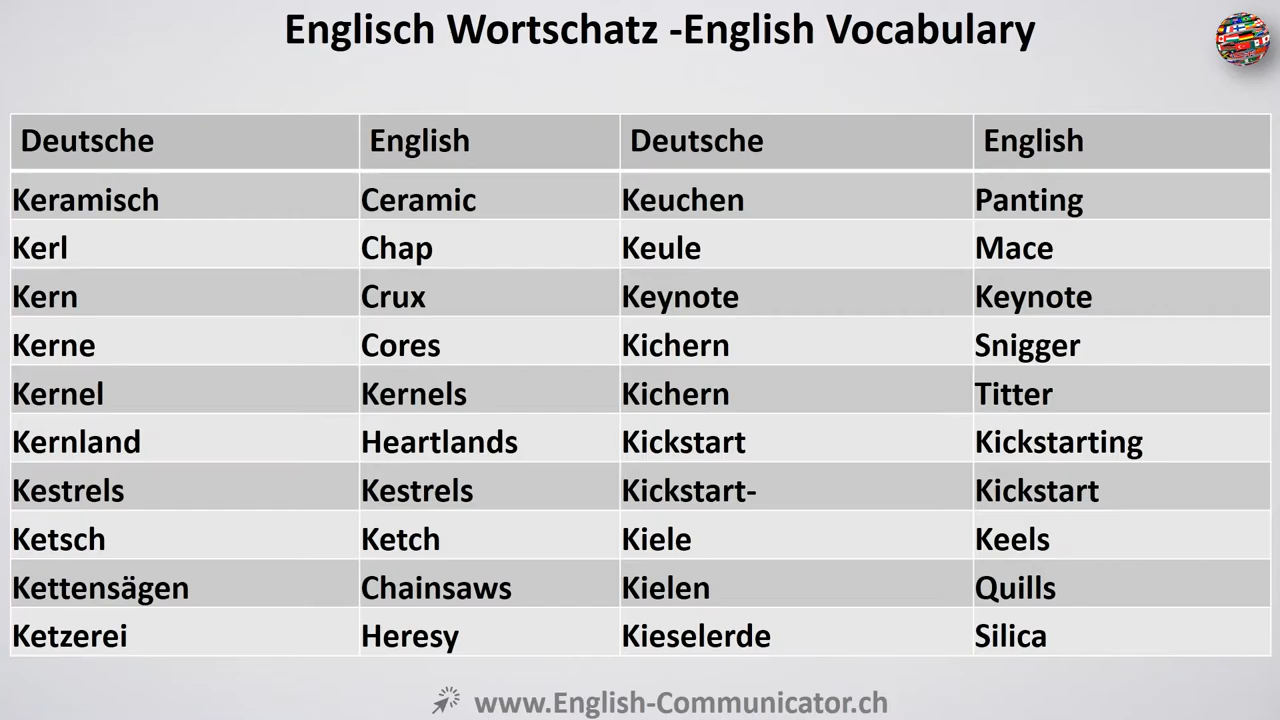 Englisch Wortschatz -English Vocabulary
Deutsche English Deutsche English
Keramisch Ceramic Keuchen Panting
Kerl Chap Keule Mace
Kern Crux Keynote Keynote
Kerne Cores Kichern Snigger
Kernel Kernels Kichern Titter
Kernland Heartlands Kickstart Kickstarting
Kestrels Kestrels Kickstart- Kickstart
Ketsch Ketch Kiele Keels
Kettensägen Chainsaws Kielen Quills
Ketzerei Heresy Kieselerde Silica
www.English-Communicator.ch